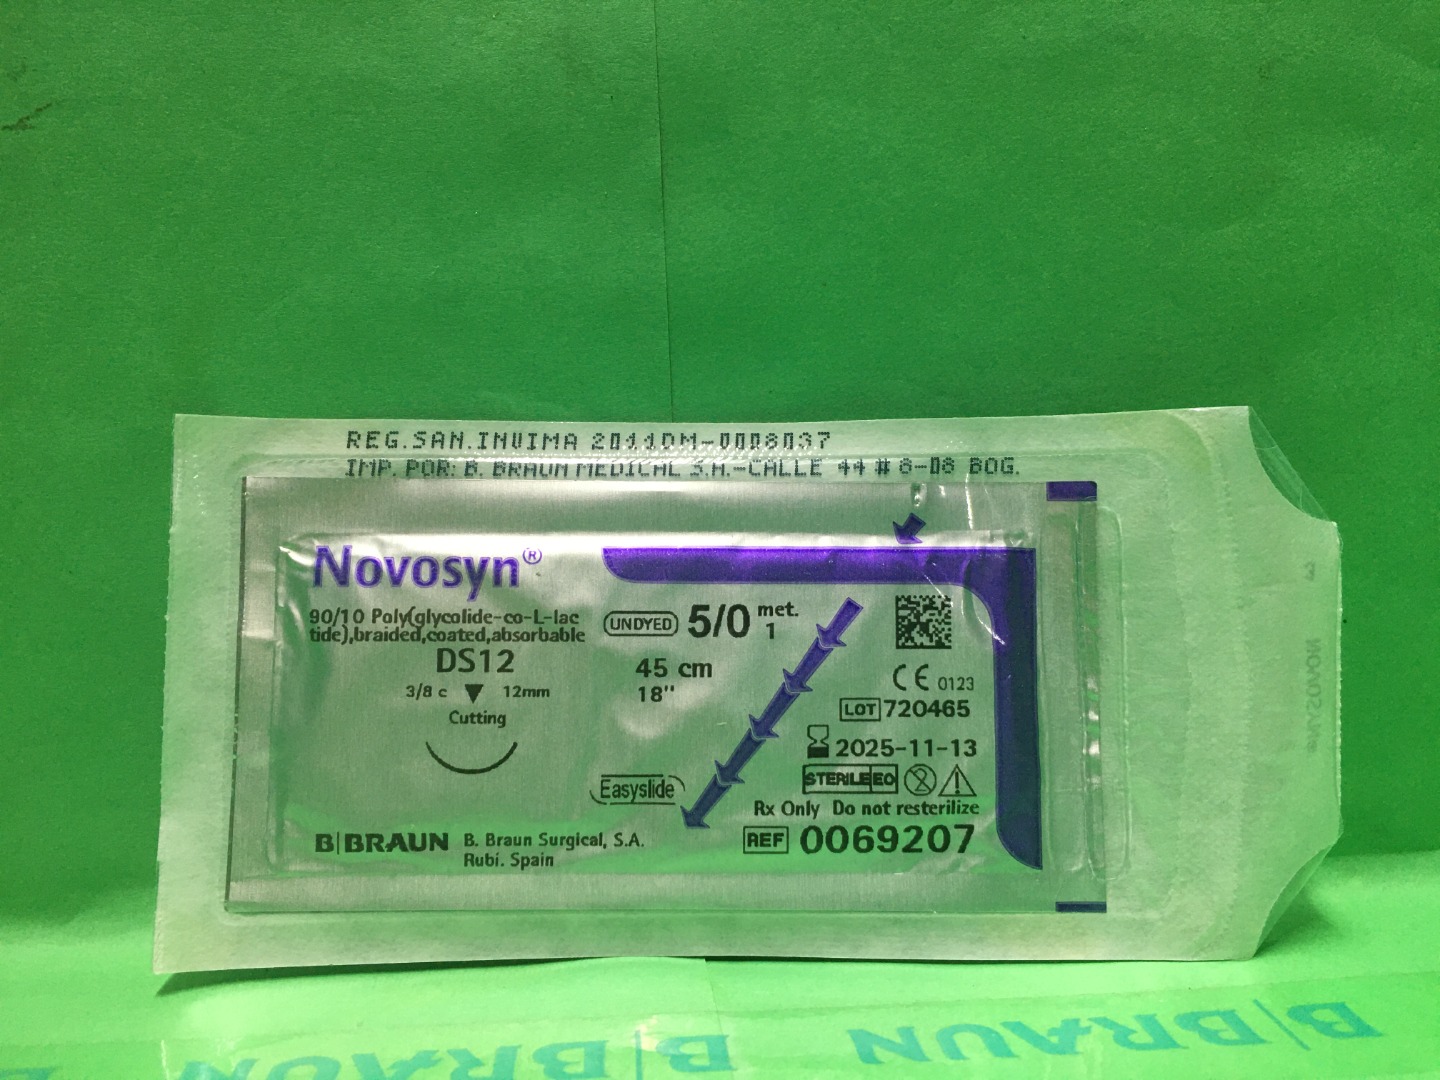 REG.SAN.INVIMA 2011DM-0008037
IMP. POR: B. BRAUN MEDICAL S.A.-CALLE 44 # 8-08 BOG.
Novosyn®
90/10 Poly(glycolide-co-L-lac
tide),braided,coated,absorbable
DS12
3/8 c 12mm
Cutting
UNDYED 5/0 met.
1
45 cm
18"
Easyslide
CE 0123
LOT 720465
2025-11-13
STERILE EO
Rx Only Do not resterilize
REF 0069207
B|BRAUN B. Braun Surgical, S.A.
Rubí. Spain
B|BRAUN
B|BRAUN